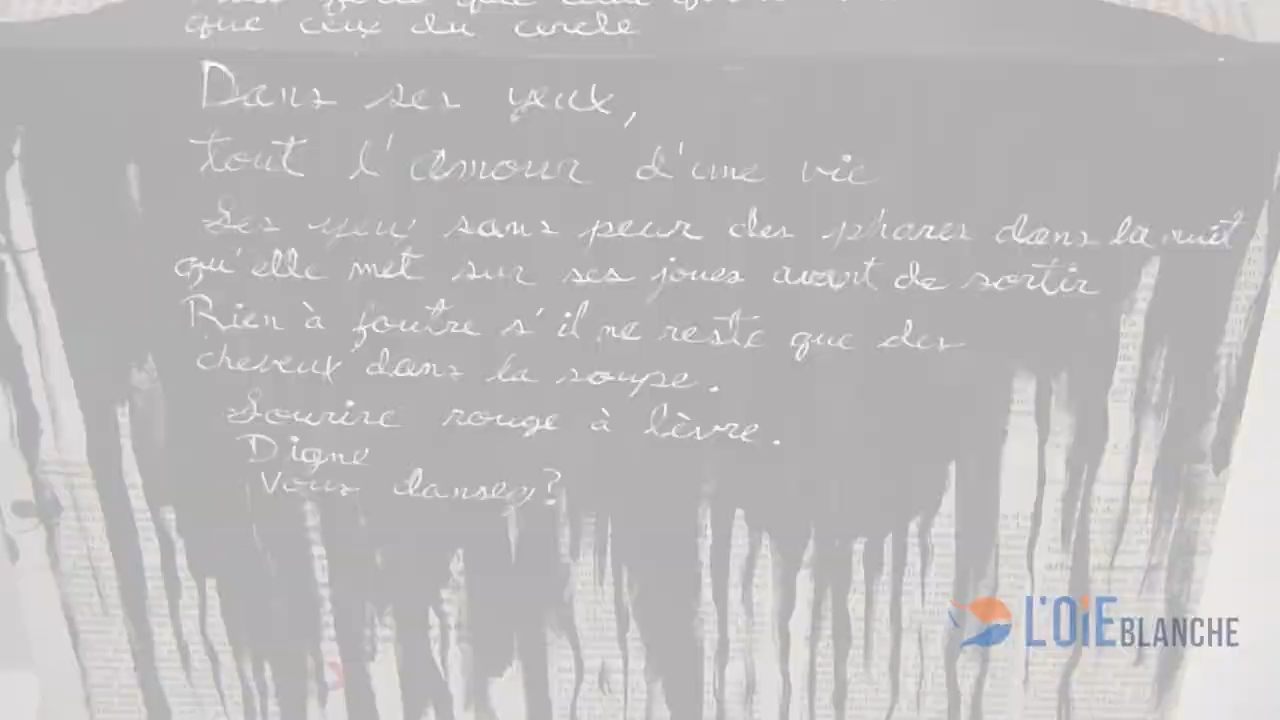 que ceux du cercle
Dans ses yeux,
tout l'amour d'une vie
Ses yeux sans peur des phares dans la nuit
qu'elle met sur ses joues avant de sortir
Rien à foutre s'il ne reste que des
cheveux dans la soupe.
Sourire rouge à lèvre.
Digne
Vous dansez?
L'OiE BLANCHE